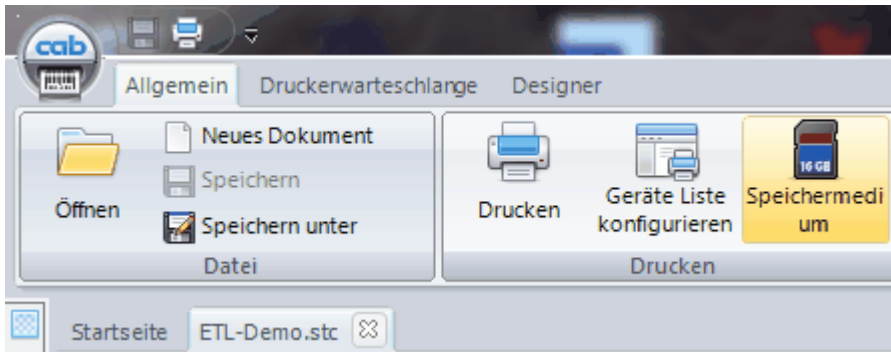 cab
Allgemein Druckerwarteschlange Designer
Öffnen
Neues Dokument
Speichern
Speichern unter
Datei
Drucken
Geräte Liste
konfigurieren
16 GB
Speichermedi
um
Drucken
Startseite ETL-Demo.stc